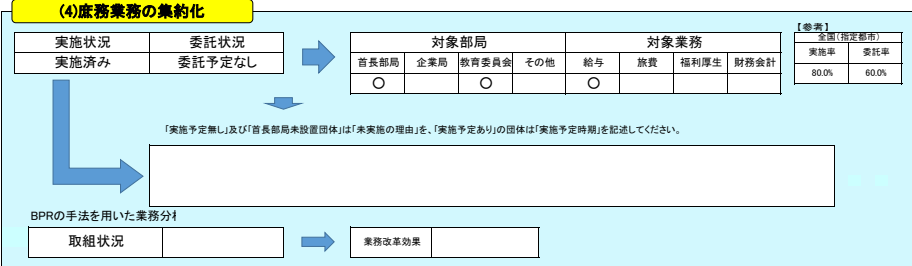 (4)庶務業務の集約化
【参考】
実施状況 委託状況
実施済み 委託予定なし
対象部局 対象業務
首長部局 企業局 教育委員会 その他 給与 旅費 福利厚生 財務会計
○ ○ ○
全国(指定都市)
実施率 委託率
80.0% 60.0%
「実施予定無し」及び「首長部局未設置団体」は「未実施の理由」を、「実施予定あり」の団体は「実施予定時期」を記述してください。
BPRの手法を用いた業務分析
取組状況 業務改革効果